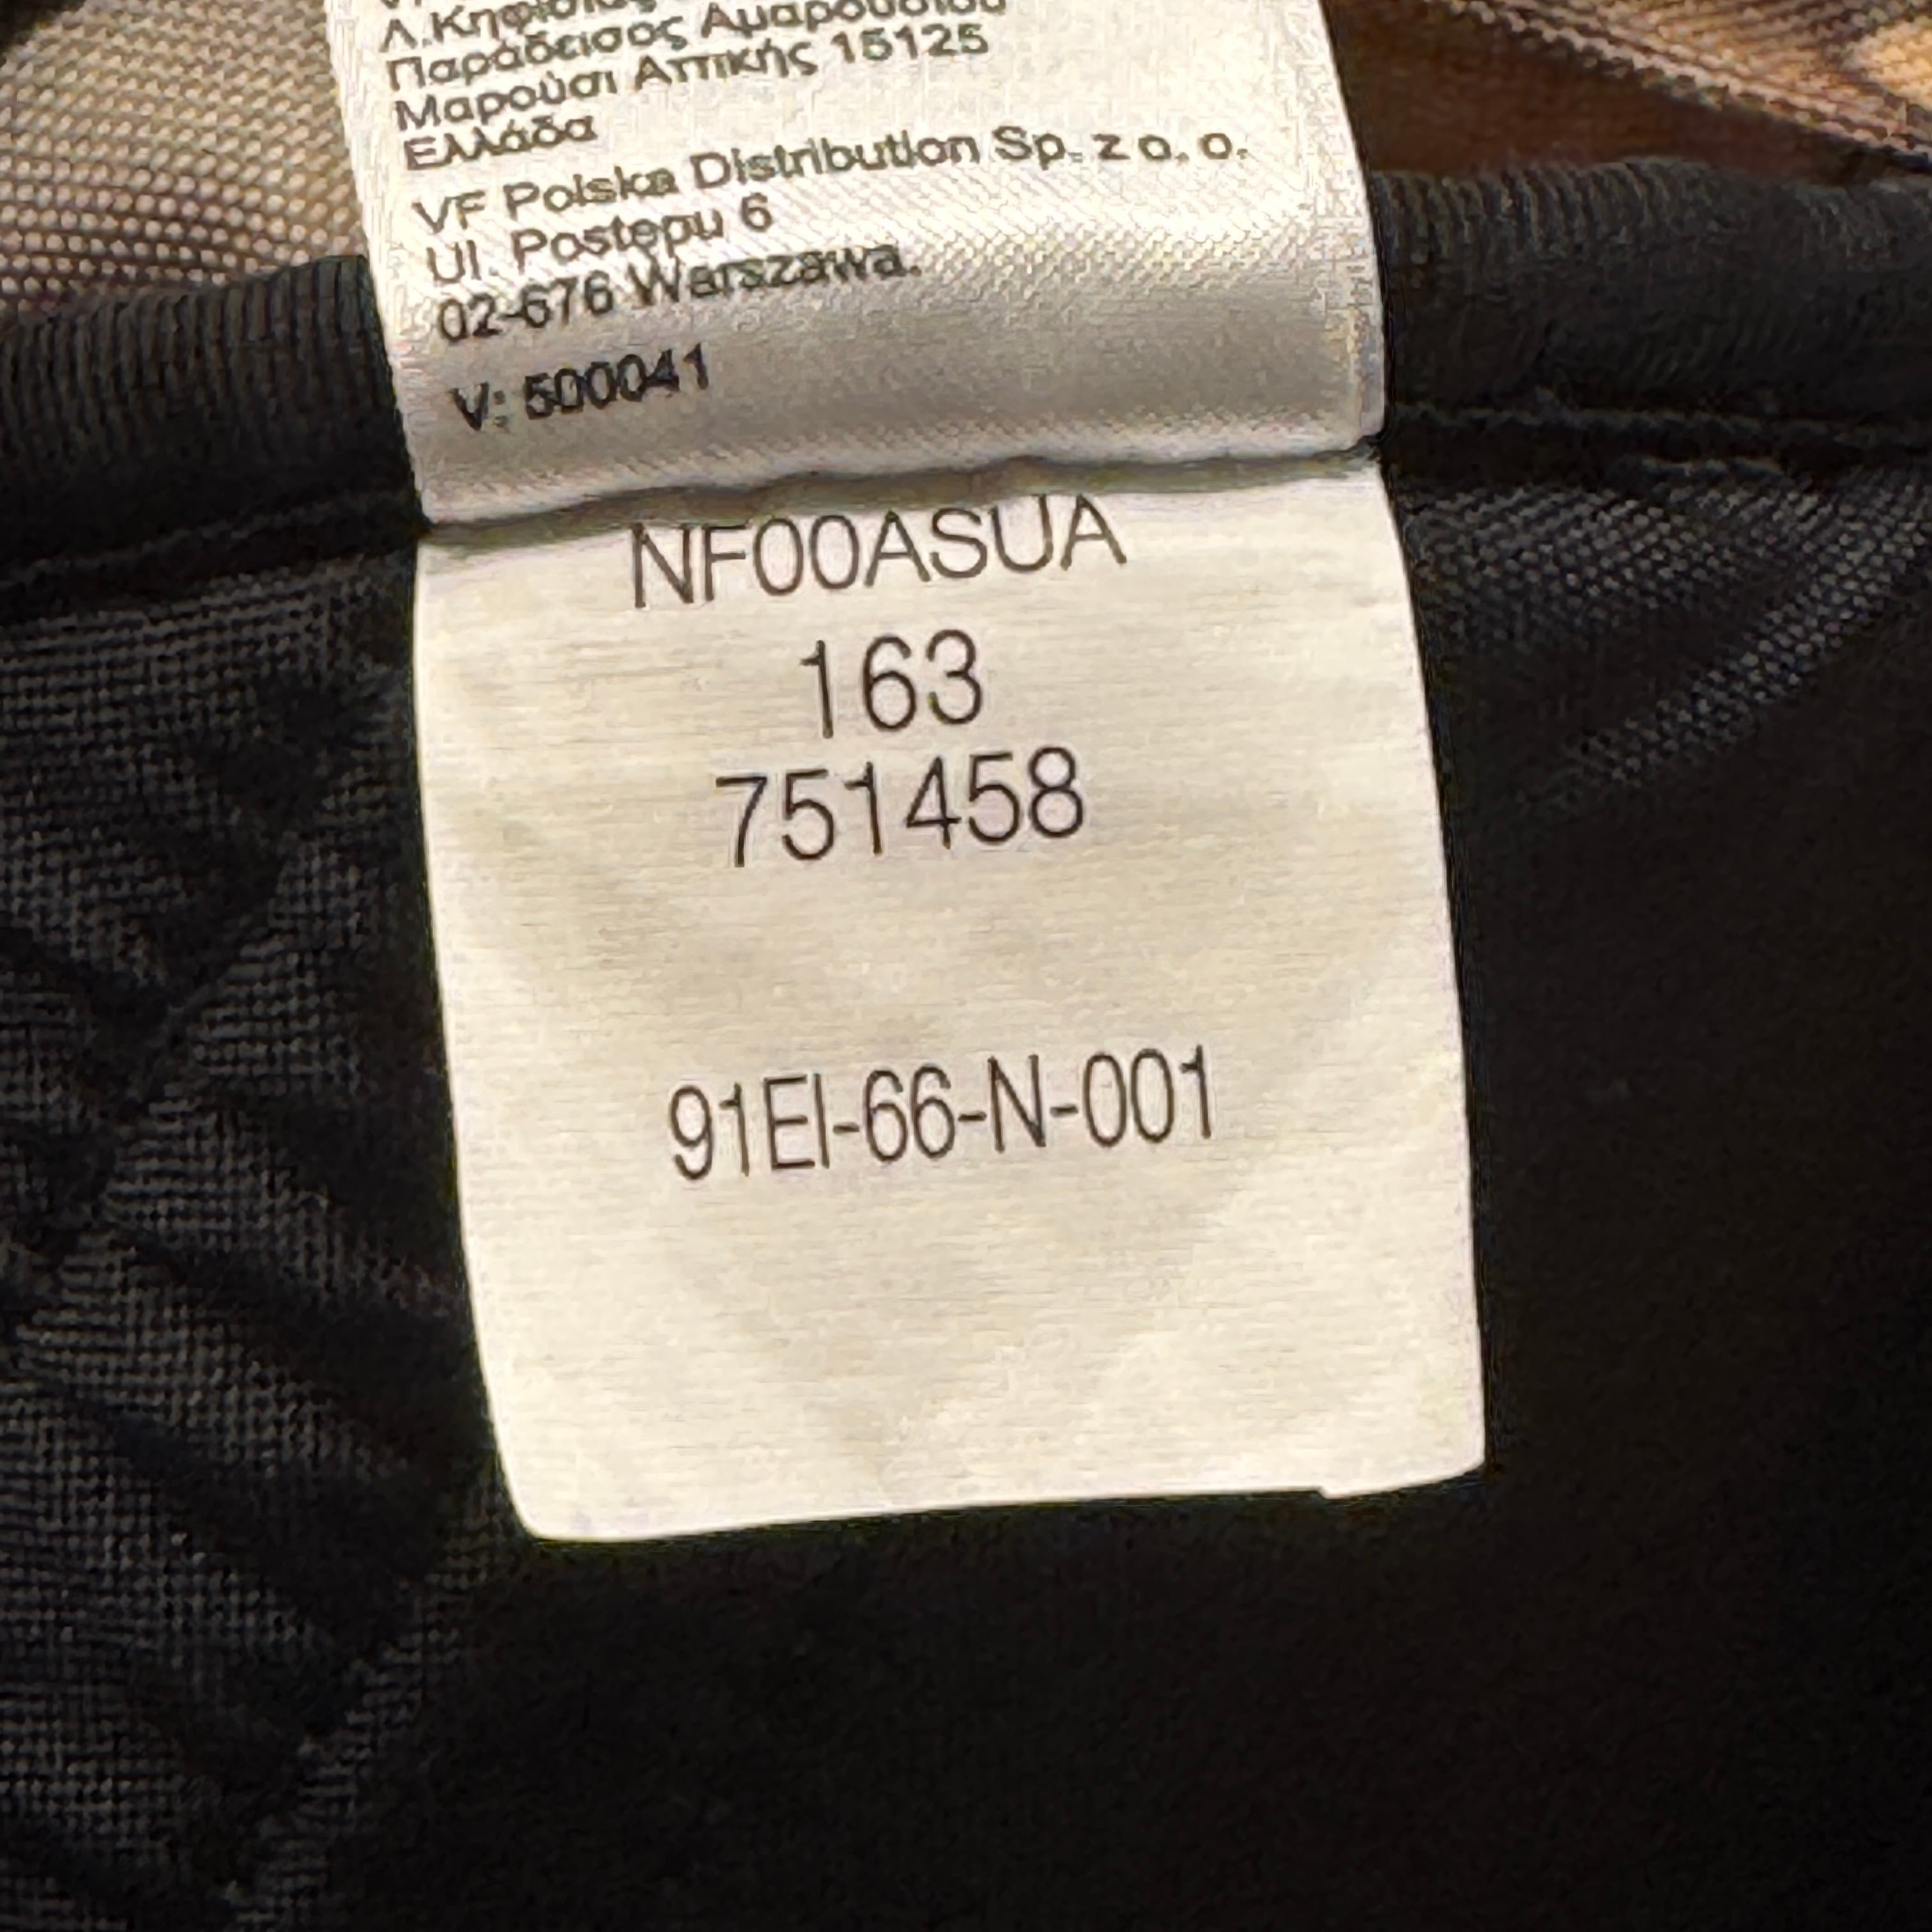 Λ.Κηφισίας
Παράδεισος Αμαρουσίου
Μαρούσι Αττικής 15125
Ελλάδα
VF Polska Distribution Sp. z o. o.
Ul. Postępu 6
02-676 Warszawa.
V: 500041
NF00ASUA
163
751458
91EI-66-N-001